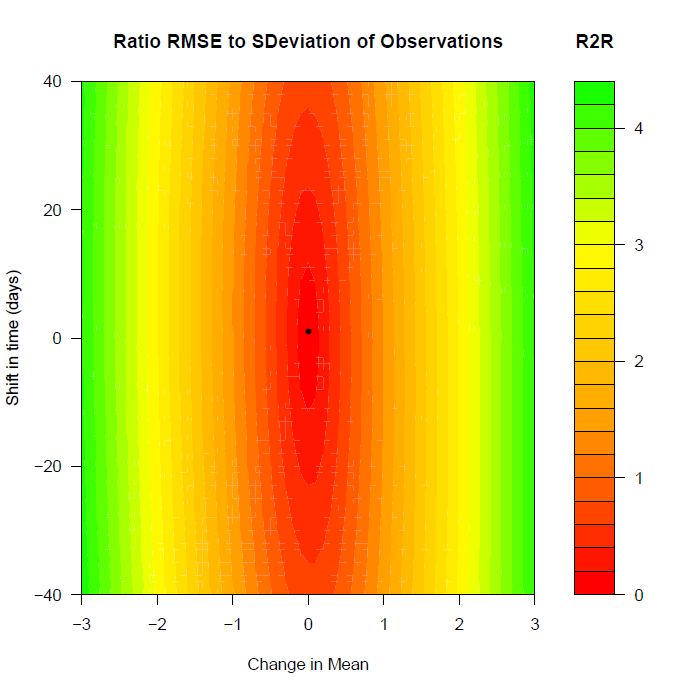 Ratio RMSE to SDeviation of Observations
R2R
40
20
0
−20
−40
Shift in time (days)
−3 −2 −1 0 1 2 3
Change in Mean
4
3
2
1
0